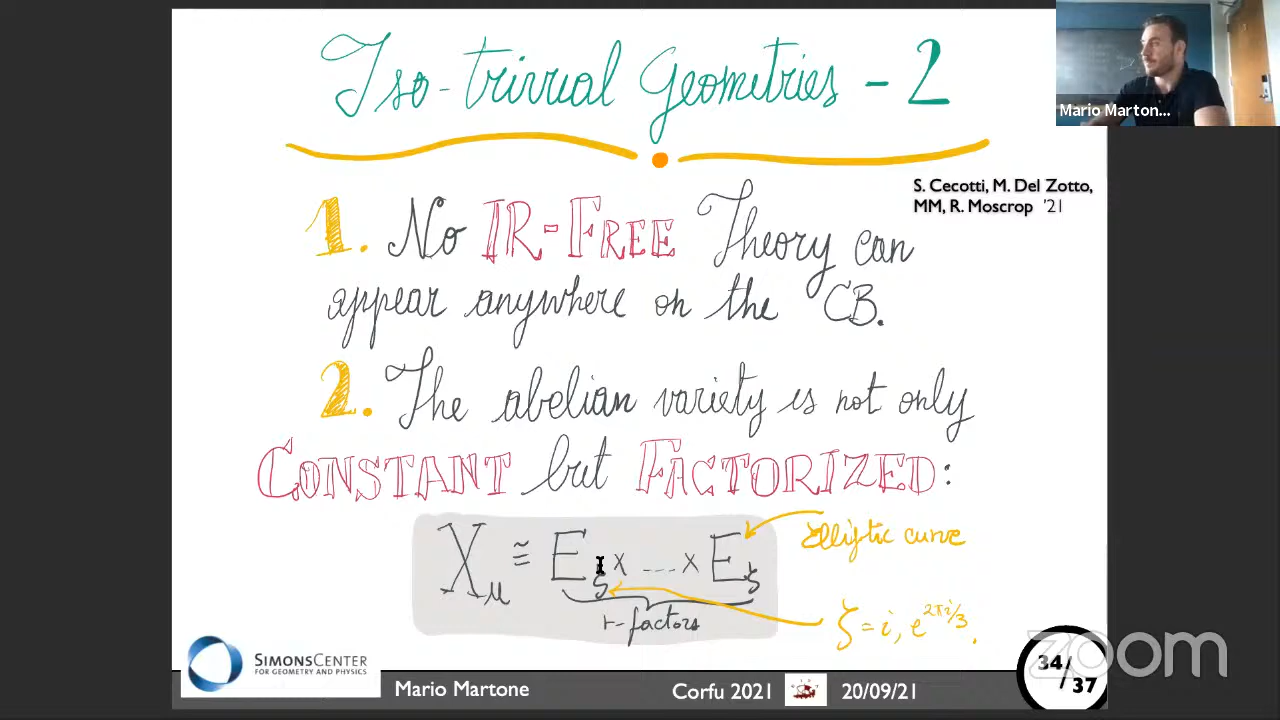 Iso-trivial Geometries - 2
Mario Marton...
S. Cecotti, M. Del Zotto,
MM, R. Moscrop '21
1. No IR-FREE Theory can
appear anywhere on the CB.
2. The abelian variety is not only
CONSTANT but FACTORIZED:
X_μ ≅ E_ζ × ... × E_ζ
r-factors
elliptic curve
ζ = i, e^{2πi/3}.
SIMONS CENTER
FOR GEOMETRY AND PHYSICS
Mario Martone
Corfu 2021
20/09/21
34/37
zoom